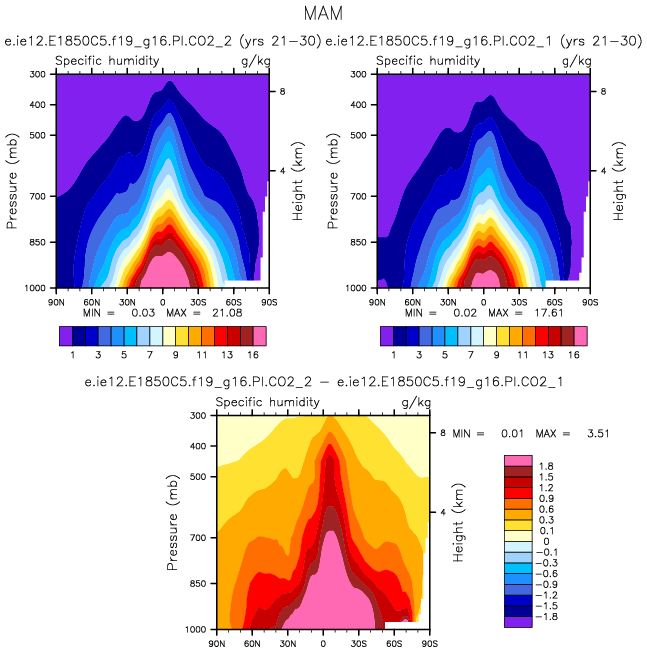 MAM
e.ie12.E1850C5.f19_g16.PI.CO2_2 (yrs 21-30) e.ie12.E1850C5.f19_g16.PI.CO2_1 (yrs 21-30)
Specific humidity g/kg Specific humidity g/kg
300 8 300 8
400 400
500 500
Pressure (mb) 4 Height (km) Pressure (mb) 4 Height (km)
700 700
850 850
1000 1000
90N 60N 30N 0 30S 60S 90S 90N 60N 30N 0 30S 60S 90S
MIN = 0.03 MAX = 21.08 MIN = 0.02 MAX = 17.61
1 3 5 7 9 11 13 16 1 3 5 7 9 11 13 16
e.ie12.E1850C5.f19_g16.PI.CO2_2 - e.ie12.E1850C5.f19_g16.PI.CO2_1
Specific humidity g/kg
300
400 8 MIN = 0.01 MAX = 3.51
500
Pressure (mb) 4 Height (km)
700
850
1000
90N 60N 30N 0 30S 60S 90S
1.8
1.5
1.2
0.9
0.6
0.3
0.1
0
-0.1
-0.3
-0.6
-0.9
-1.2
-1.5
-1.8